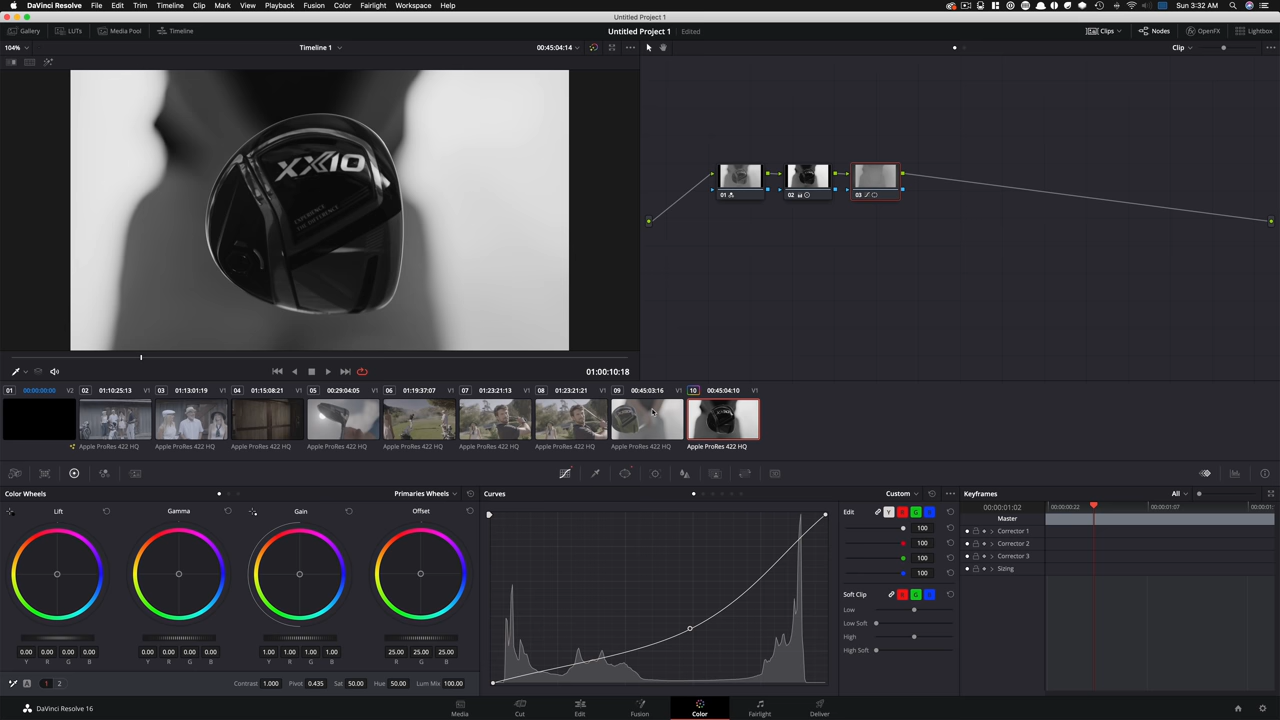 DaVinci Resolve File Edit Trim Timeline Clip Mark View Playback Fusion Color Fairlight Workspace Help Sun 3:32 AM
Untitled Project 1
Gallery LUTs Media Pool Timeline Untitled Project 1 Edited Clips Nodes OpenFX Lightbox
104% Timeline 1 00:45:04:14 Clip
XXIO
EXPERIENCE
THE DIFFERENCE
01 02 03
01:00:10:18
01 00:00:00:00 V2 02 01:10:25:13 V1 03 01:13:01:19 V1 04 01:15:08:21 V1 05 00:29:04:05 V1 06 01:19:37:07 V1 07 01:23:21:13 V1 08 01:23:21:21 V1 09 00:45:03:16 V1 10 00:45:04:10 V1
Apple ProRes 422 HQ Apple ProRes 422 HQ Apple ProRes 422 HQ Apple ProRes 422 HQ Apple ProRes 422 HQ Apple ProRes 422 HQ Apple ProRes 422 HQ Apple ProRes 422 HQ Apple ProRes 422 HQ
Color Wheels Primaries Wheels Curves Custom Keyframes All
Lift Gamma Gain Offset Edit Y R G B 00:00:01:02 00:00:00:22 00:00:01:07 00:00:01:
Master
100 Corrector 1
100 Corrector 2
100 Corrector 3
100 Sizing
Soft Clip R G B
Low
Low Soft
High
High Soft
0.00 0.00 0.00 0.00 0.00 0.00 0.00 0.00 1.00 1.00 1.00 1.00 25.00 25.00 25.00
Y R G B Y R G B Y R G B R G B
A 1 2 Contrast 1.000 Pivot 0.435 Sat 50.00 Hue 50.00 Lum Mix 100.00
DaVinci Resolve 16 Media Cut Edit Fusion Color Fairlight Deliver